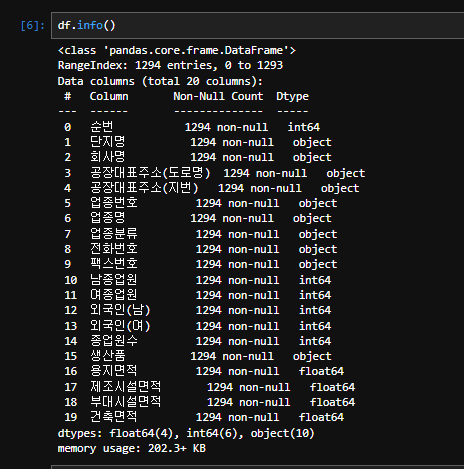 [6]: df.info()
<class 'pandas.core.frame.DataFrame'>
RangeIndex: 1294 entries, 0 to 1293
Data columns (total 20 columns):
 #   Column        Non-Null Count  Dtype
---  ------        --------------  -----
 0   순번            1294 non-null   int64
 1   단지명           1294 non-null   object
 2   회사명           1294 non-null   object
 3   공장대표주소(도로명)  1294 non-null   object
 4   공장대표주소(지번)   1294 non-null   object
 5   업종번호          1294 non-null   object
 6   업종명           1294 non-null   object
 7   업종분류          1294 non-null   object
 8   전화번호          1294 non-null   object
 9   팩스번호          1294 non-null   object
 10  남종업원          1294 non-null   int64
 11  여종업원          1294 non-null   int64
 12  외국인(남)        1294 non-null   int64
 13  외국인(여)        1294 non-null   int64
 14  종업원수          1294 non-null   int64
 15  생산품           1294 non-null   object
 16  용지면적          1294 non-null   float64
 17  제조시설면적        1294 non-null   float64
 18  부대시설면적        1294 non-null   float64
 19  건축면적          1294 non-null   float64
dtypes: float64(4), int64(6), object(10)
memory usage: 202.3+ KB